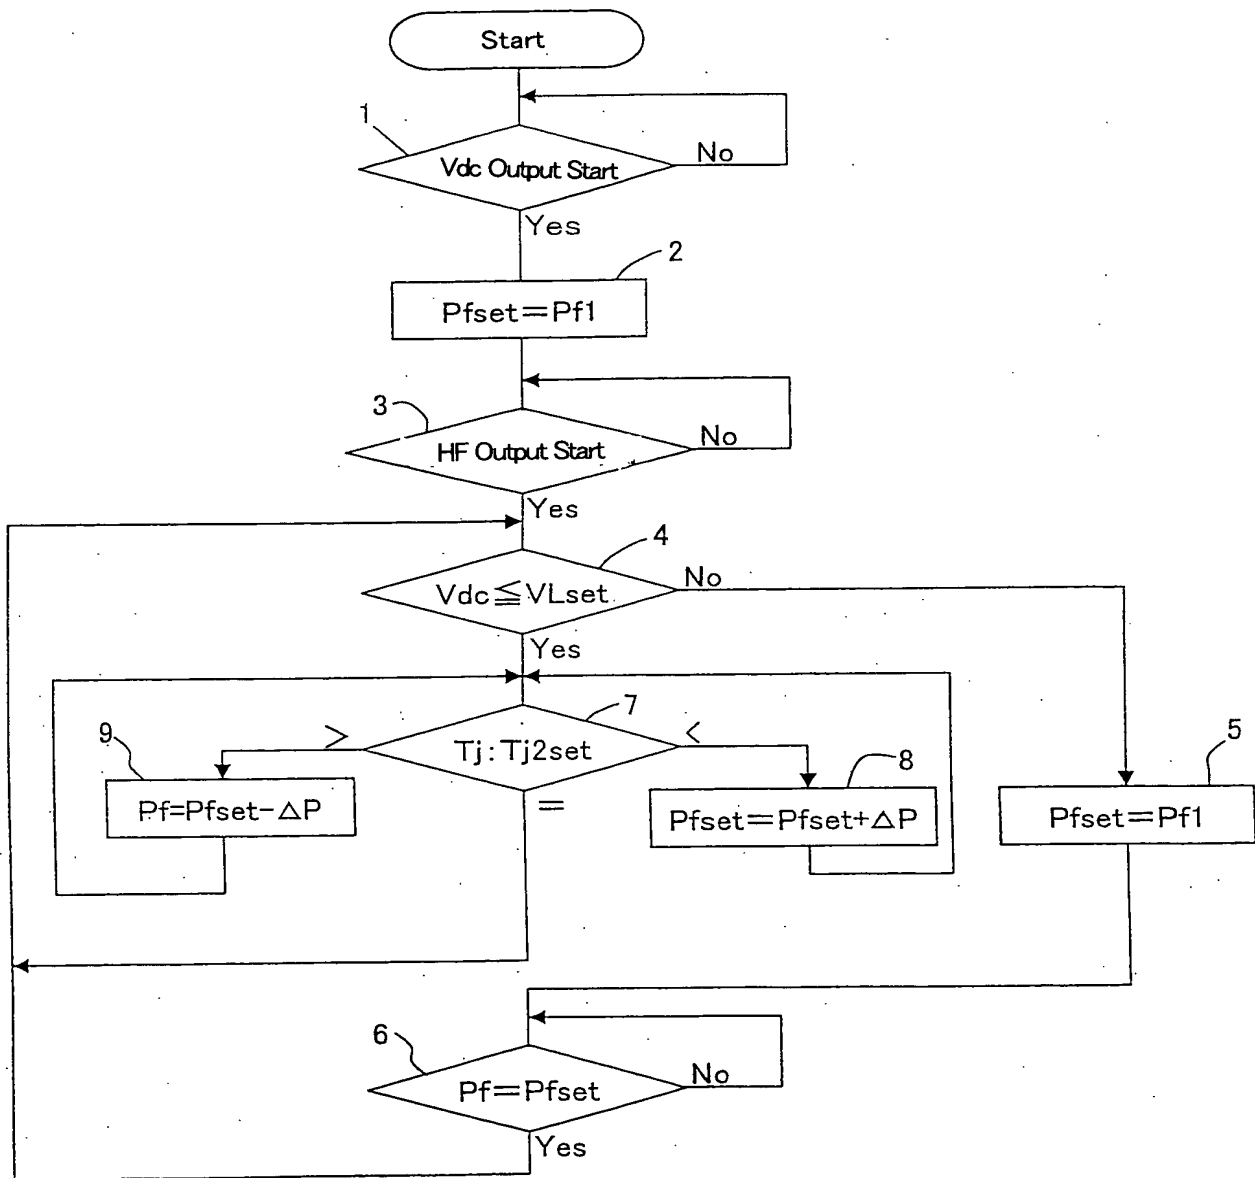 Start
1
Vdc Output Start
No
Yes
2
Pfset=Pf1
3
HF Output Start
No
Yes
4
Vdc≦VLset
No
Yes
7
> Tj:Tj2set <
=
9
Pf=Pfset-△P
8
Pfset=Pfset+△P
5
Pfset=Pf1
6
Pf=Pfset
No
Yes